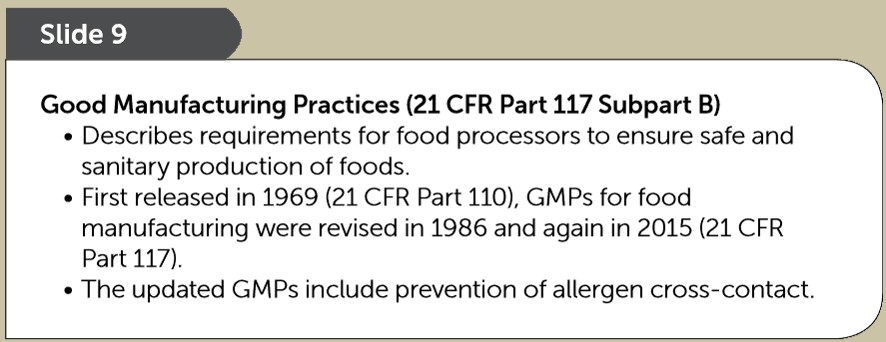 Slide 9
Good Manufacturing Practices (21 CFR Part 117 Subpart B)
• Describes requirements for food processors to ensure safe and
sanitary production of foods.
• First released in 1969 (21 CFR Part 110), GMPs for food
manufacturing were revised in 1986 and again in 2015 (21 CFR
Part 117).
• The updated GMPs include prevention of allergen cross-contact.